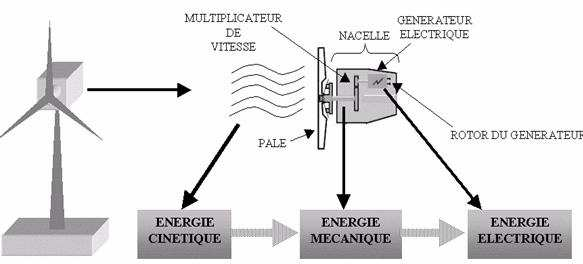 MULTIPLICATEUR
DE
VITESSE
NACELLE
GENERATEUR
ELECTRIQUE
PALE
ROTOR DU GENERATEUR
ENERGIE
CINETIQUE
ENERGIE
MECANIQUE
ENERGIE
ELECTRIQUE